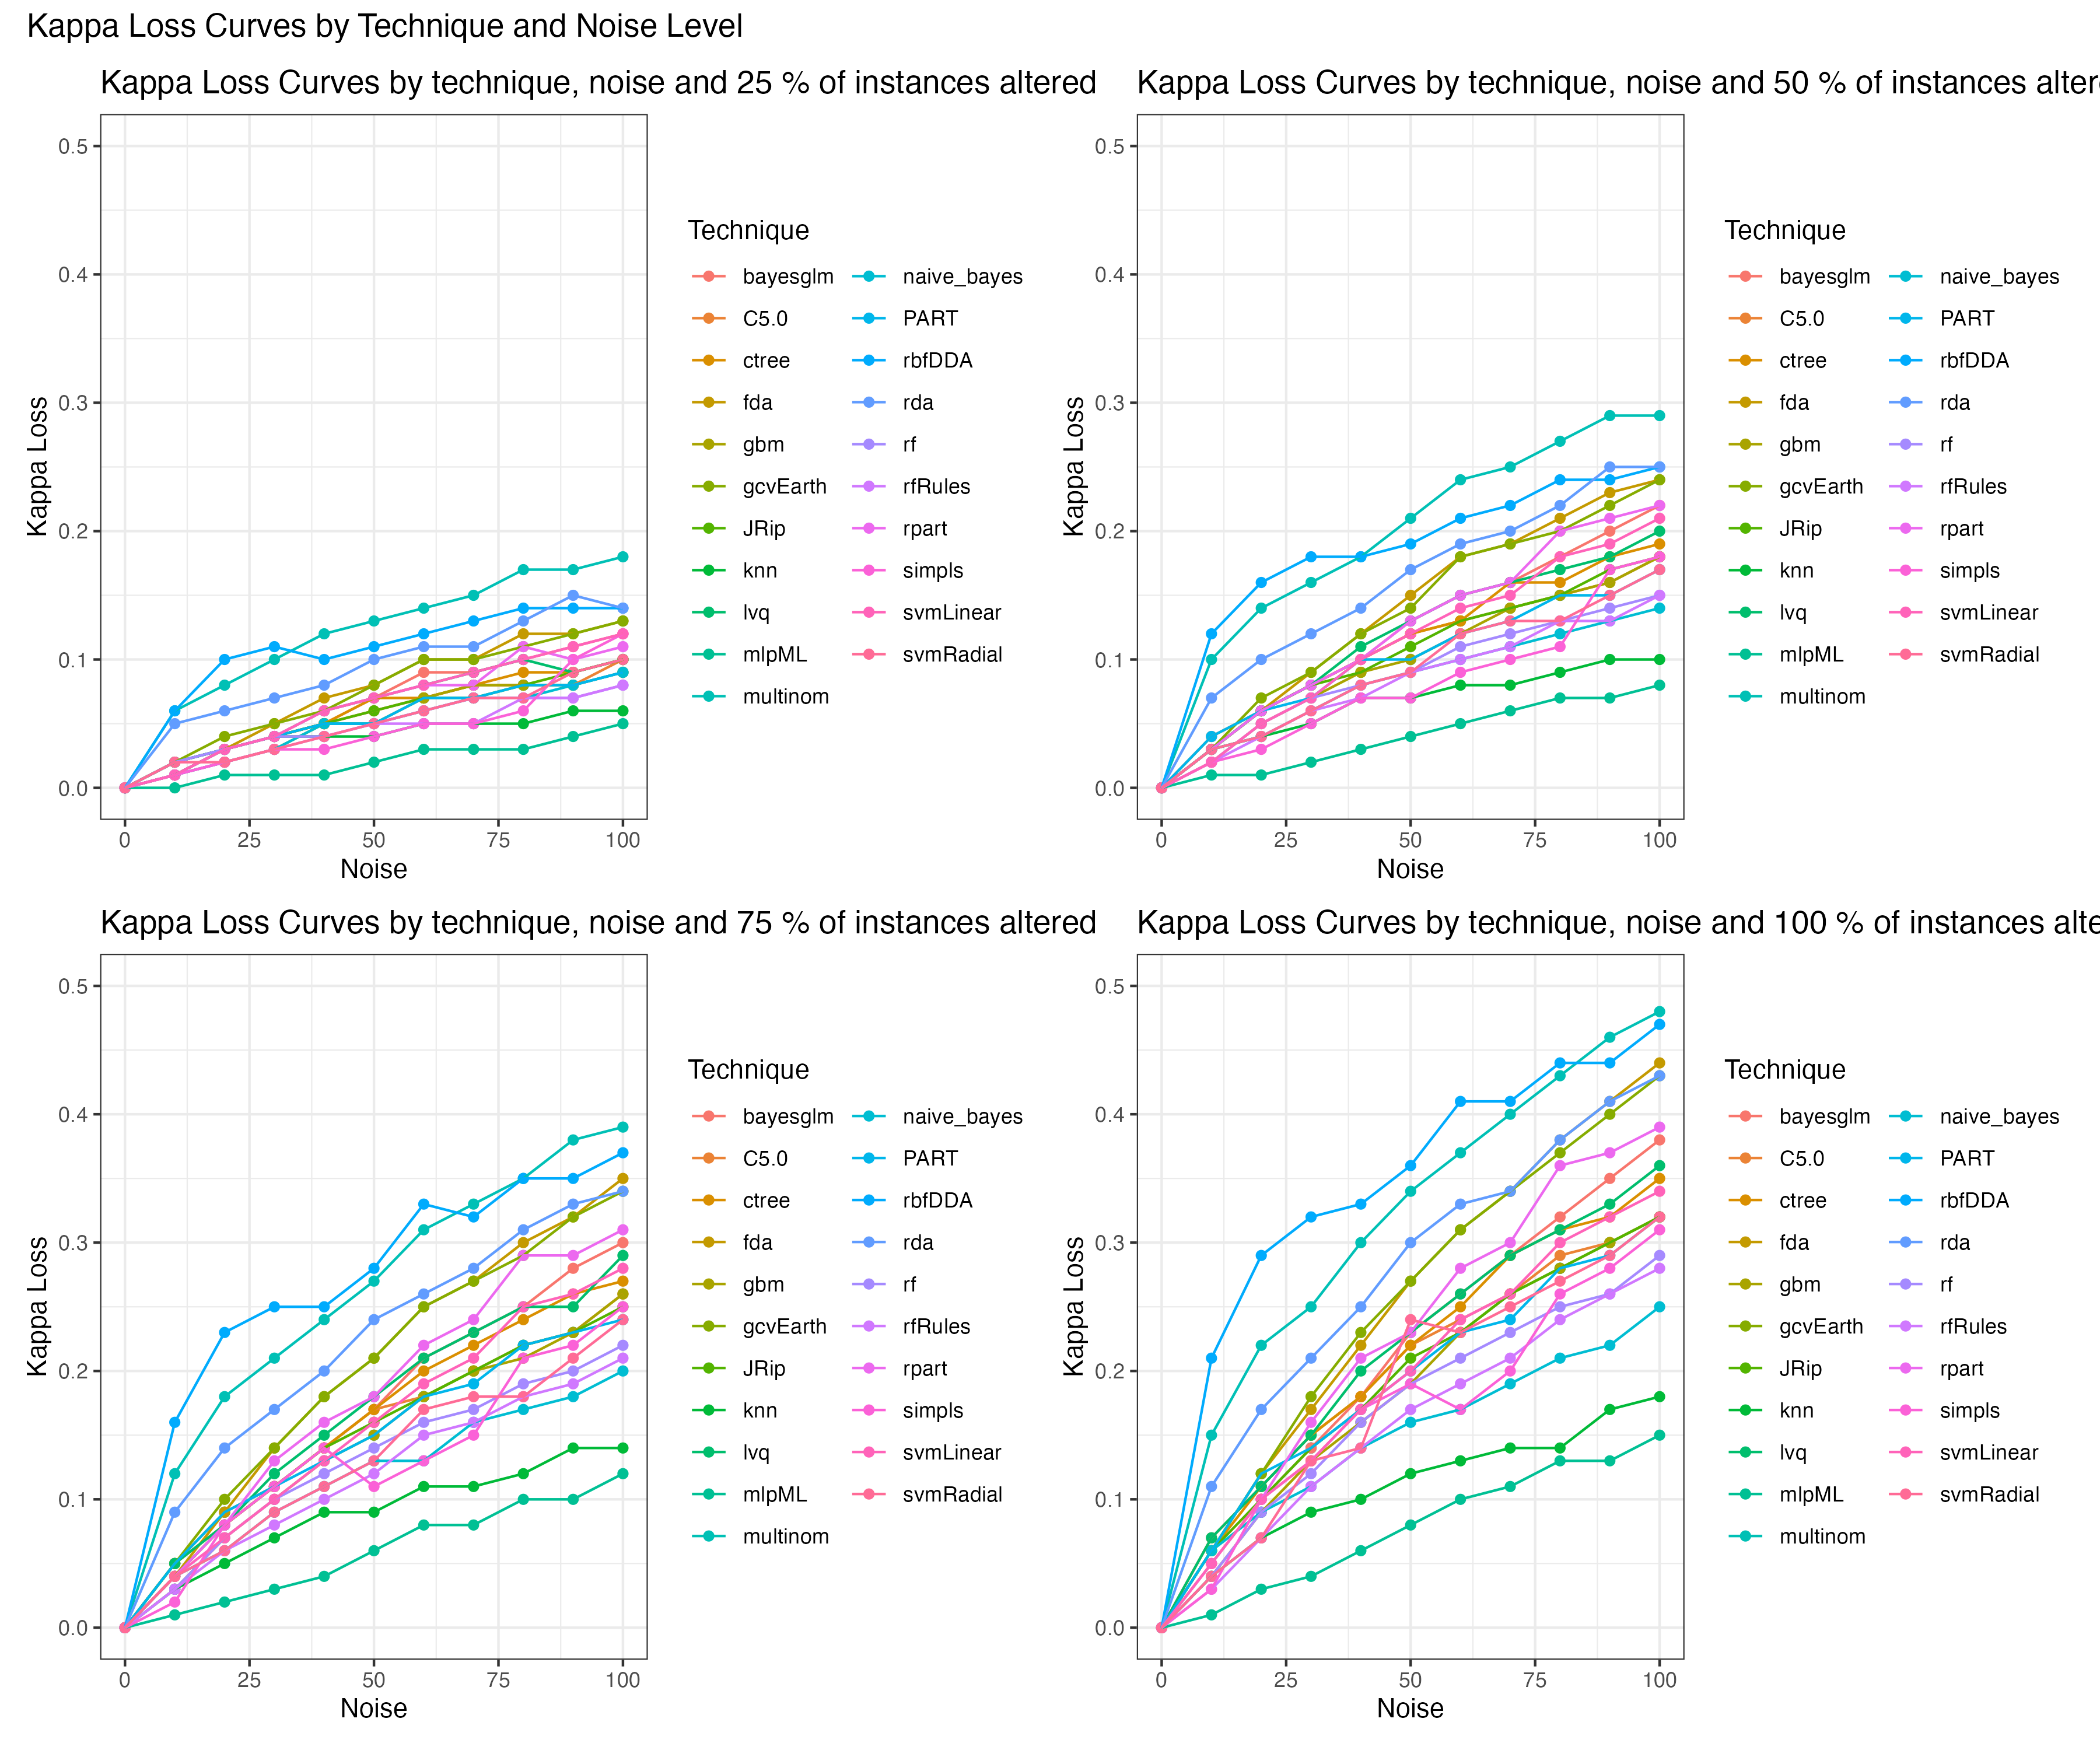 Kappa Loss Curves by Technique and Noise Level
Kappa Loss Curves by technique, noise and 25 % of instances altered
0.5
0.4
0.3
0.2
0.1
0.0
Kappa Loss
0 25 50 75 100
Noise
Technique
bayesglm naive_bayes
C5.0 PART
ctree rbfDDA
fda rda
gbm rf
gcvEarth rfRules
JRip rpart
knn simpls
lvq svmLinear
mlpML svmRadial
multinom
Kappa Loss Curves by technique, noise and 50 % of instances altere
0.5
0.4
0.3
0.2
0.1
0.0
Kappa Loss
0 25 50 75 100
Noise
Technique
bayesglm naive_bayes
C5.0 PART
ctree rbfDDA
fda rda
gbm rf
gcvEarth rfRules
JRip rpart
knn simpls
lvq svmLinear
mlpML svmRadial
multinom
Kappa Loss Curves by technique, noise and 75 % of instances altered
0.5
0.4
0.3
0.2
0.1
0.0
Kappa Loss
0 25 50 75 100
Noise
Technique
bayesglm naive_bayes
C5.0 PART
ctree rbfDDA
fda rda
gbm rf
gcvEarth rfRules
JRip rpart
knn simpls
lvq svmLinear
mlpML svmRadial
multinom
Kappa Loss Curves by technique, noise and 100 % of instances alte
0.5
0.4
0.3
0.2
0.1
0.0
Kappa Loss
0 25 50 75 100
Noise
Technique
bayesglm naive_bayes
C5.0 PART
ctree rbfDDA
fda rda
gbm rf
gcvEarth rfRules
JRip rpart
knn simpls
lvq svmLinear
mlpML svmRadial
multinom